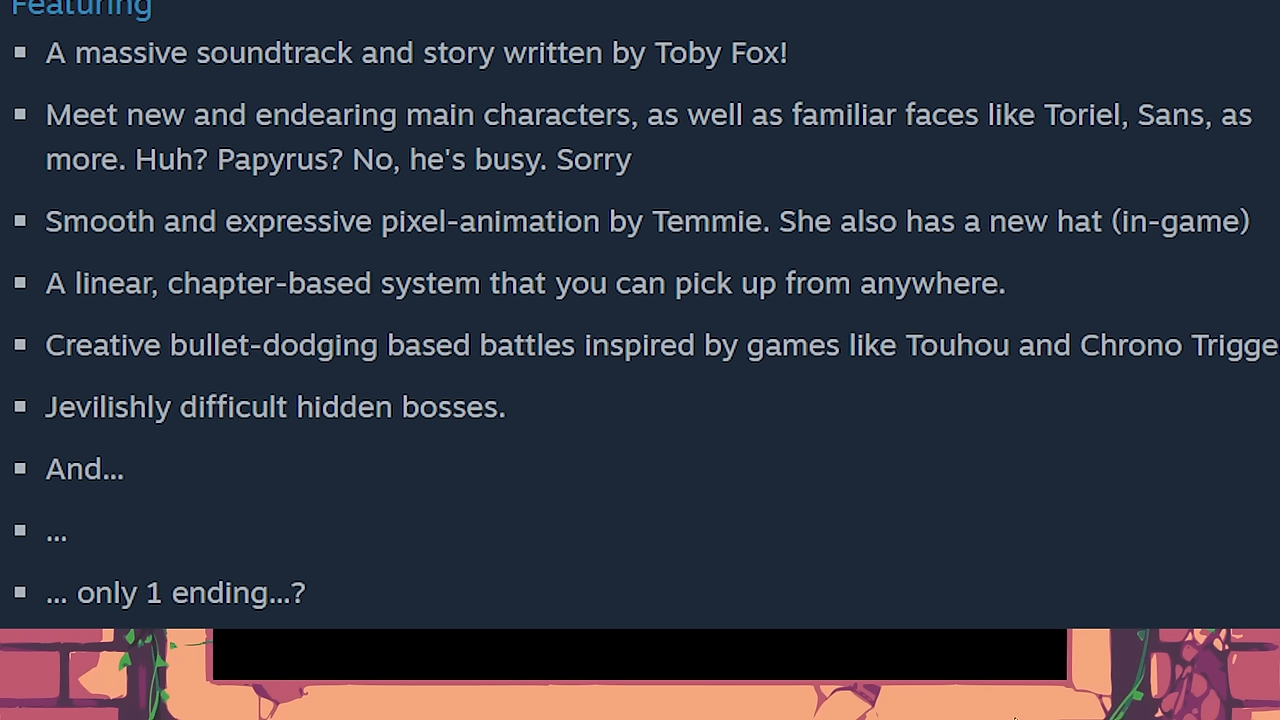 Featuring
A massive soundtrack and story written by Toby Fox!
Meet new and endearing main characters, as well as familiar faces like Toriel, Sans, as
more. Huh? Papyrus? No, he's busy. Sorry
Smooth and expressive pixel-animation by Temmie. She also has a new hat (in-game)
A linear, chapter-based system that you can pick up from anywhere.
Creative bullet-dodging based battles inspired by games like Touhou and Chrono Trigge
Jevilishly difficult hidden bosses.
And...
...
... only 1 ending...?